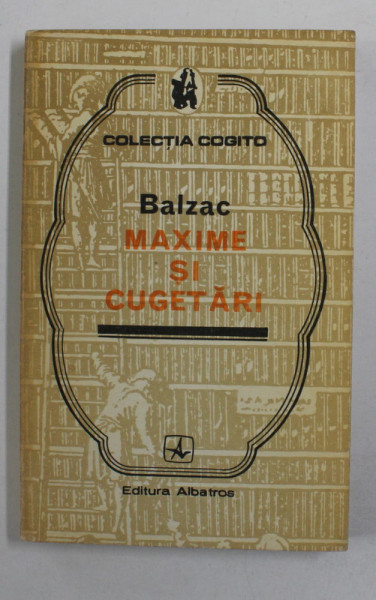 COLECȚIA COGITO
Balzac
MAXIME
ȘI
CUGETĂRI
Editura Albatros